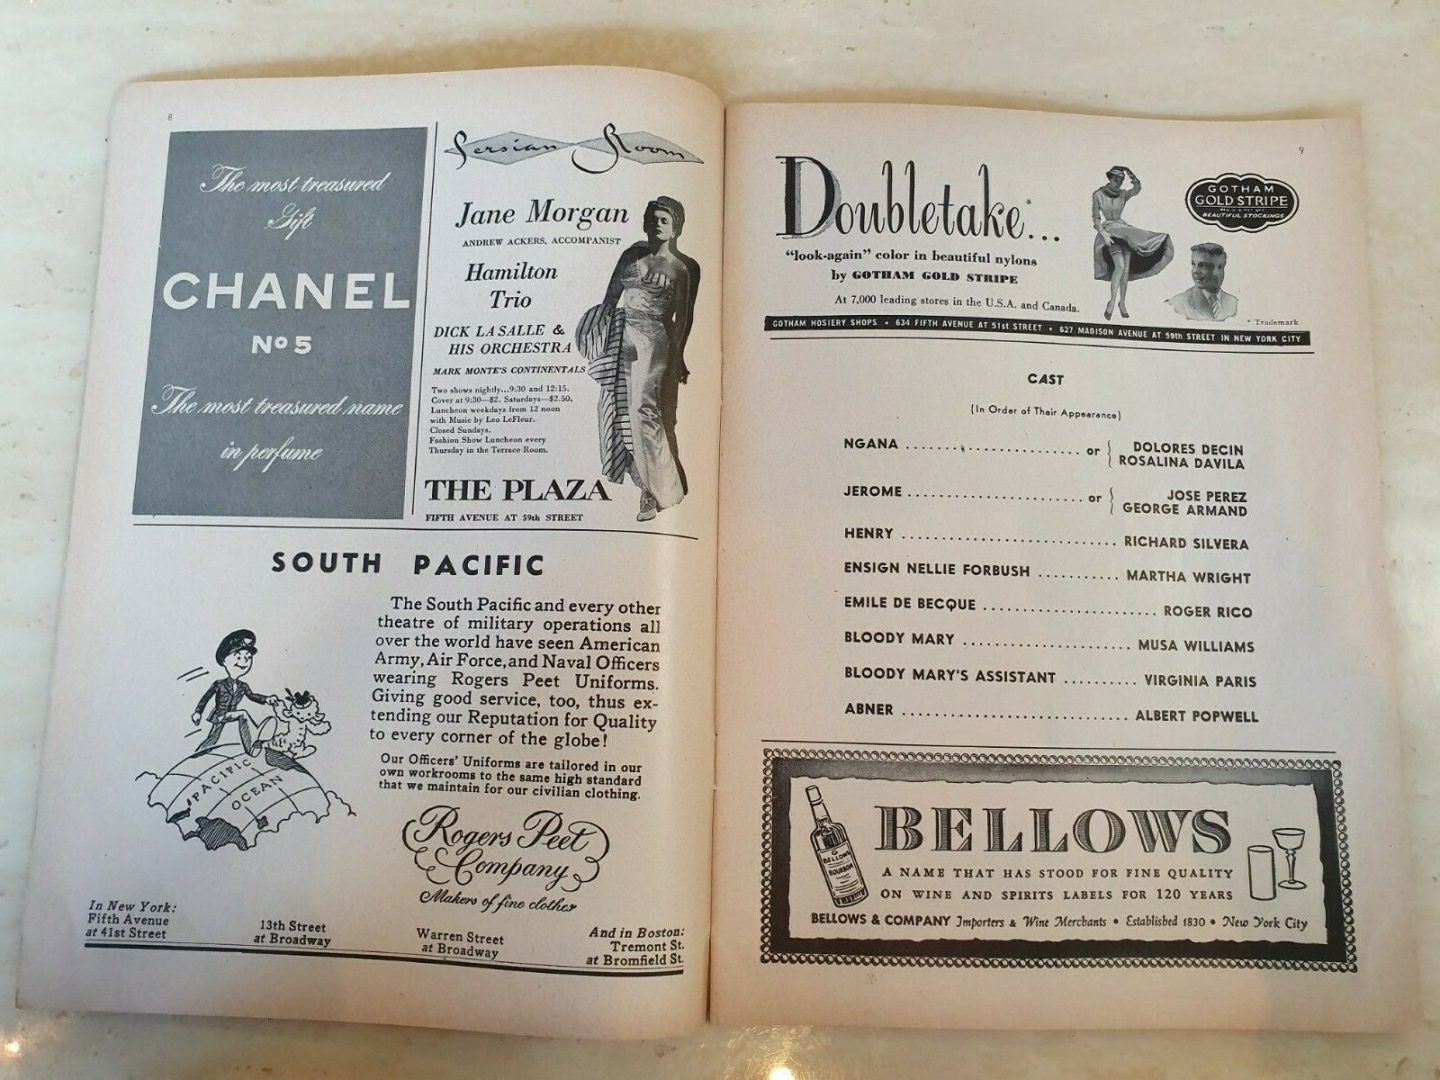 8
The most treasured
Gift
CHANEL
No 5
The most treasured name
in perfume
Persian Room
Jane Morgan
ANDREW ACKERS, ACCOMPANIST
Hamilton
Trio
DICK LA SALLE &
HIS ORCHESTRA
MARK MONTE'S CONTINENTALS
Two shows nightly...9:30 and 12:15.
Cover at 9:30—$2. Saturdays—$2.50.
Luncheon weekdays from 12 noon
with Music by Leo LeFleur.
Closed Sundays.
Fashion Show Luncheon every
Thursday in the Terrace Room.
THE PLAZA
FIFTH AVENUE AT 59th STREET
SOUTH PACIFIC
The South Pacific and every other
theatre of military operations all
over the world have seen American
Army, Air Force, and Naval Officers
wearing Rogers Peet Uniforms.
Giving good service, too, thus ex-
tending our Reputation for Quality
to every corner of the globe!
Our Officers' Uniforms are tailored in our
own workrooms to the same high standard
that we maintain for our civilian clothing.
PACIFIC
OCEAN
Rogers Peet
Company
Makers of fine clothes
In New York:
Fifth Avenue
at 41st Street
13th Street
at Broadway
Warren Street
at Broadway
And in Boston:
Tremont St.
at Bromfield St.
9
Doubletake*...
"look-again" color in beautiful nylons
by GOTHAM GOLD STRIPE
At 7,000 leading stores in the U.S.A. and Canada.
GOTHAM
GOLD STRIPE
BEAUTIFUL STOCKINGS
* Trademark
GOTHAM HOSIERY SHOPS • 634 FIFTH AVENUE AT 51st STREET • 627 MADISON AVENUE AT 59th STREET IN NEW YORK CITY
CAST
(In Order of Their Appearance)
NGANA ........................ or { DOLORES DECIN
ROSALINA DAVILA
JEROME ........................ or { JOSE PEREZ
GEORGE ARMAND
HENRY ............................ RICHARD SILVERA
ENSIGN NELLIE FORBUSH ........... MARTHA WRIGHT
EMILE DE BECQUE ....................... ROGER RICO
BLOODY MARY ...................... MUSA WILLIAMS
BLOODY MARY'S ASSISTANT .......... VIRGINIA PARIS
ABNER .............................. ALBERT POPWELL
BELLOWS
BOURBON
BELLOWS
A NAME THAT HAS STOOD FOR FINE QUALITY
ON WINE AND SPIRITS LABELS FOR 120 YEARS
BELLOWS & COMPANY Importers & Wine Merchants • Established 1830 • New York City